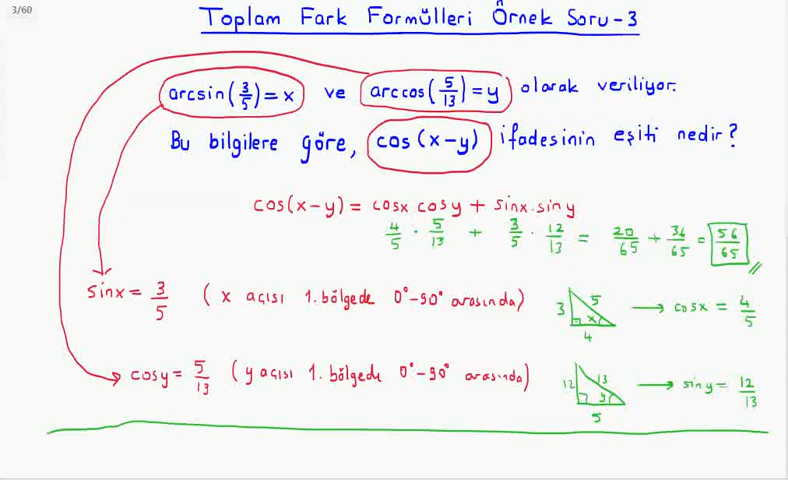 3/60
Toplam Fark Formülleri Örnek Soru-3
arcsin(3/5)=x ve arccos(5/13)=y olarak veriliyor.
Bu bilgilere göre, cos(x-y) ifadesinin eşiti nedir?
cos(x-y) = cosx.cosy + sinx.siny
4/5 . 5/13 + 3/5 . 12/13 = 20/65 + 36/65 = 56/65
sinx = 3/5 (x açısı 1. bölgede 0°-90° arasında) 3 5 x 4 → cosx = 4/5
cosy = 5/13 (y açısı 1. bölgede 0°-90° arasında) 12 13 y 5 → siny = 12/13